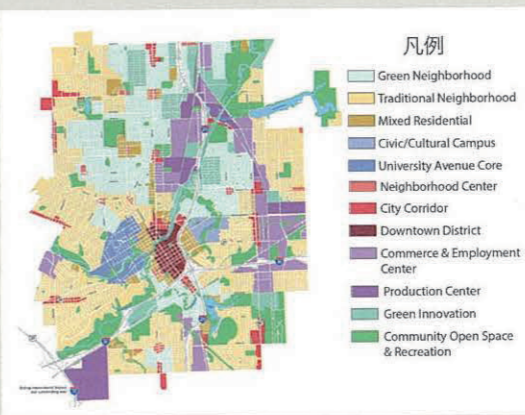 凡例
Green Neighborhood
Traditional Neighborhood
Mixed Residential
Civic/Cultural Campus
University Avenue Core
Neighborhood Center
City Corridor
Downtown District
Commerce & Employment
Center
Production Center
Green Innovation
Community Open Space
& Recreation